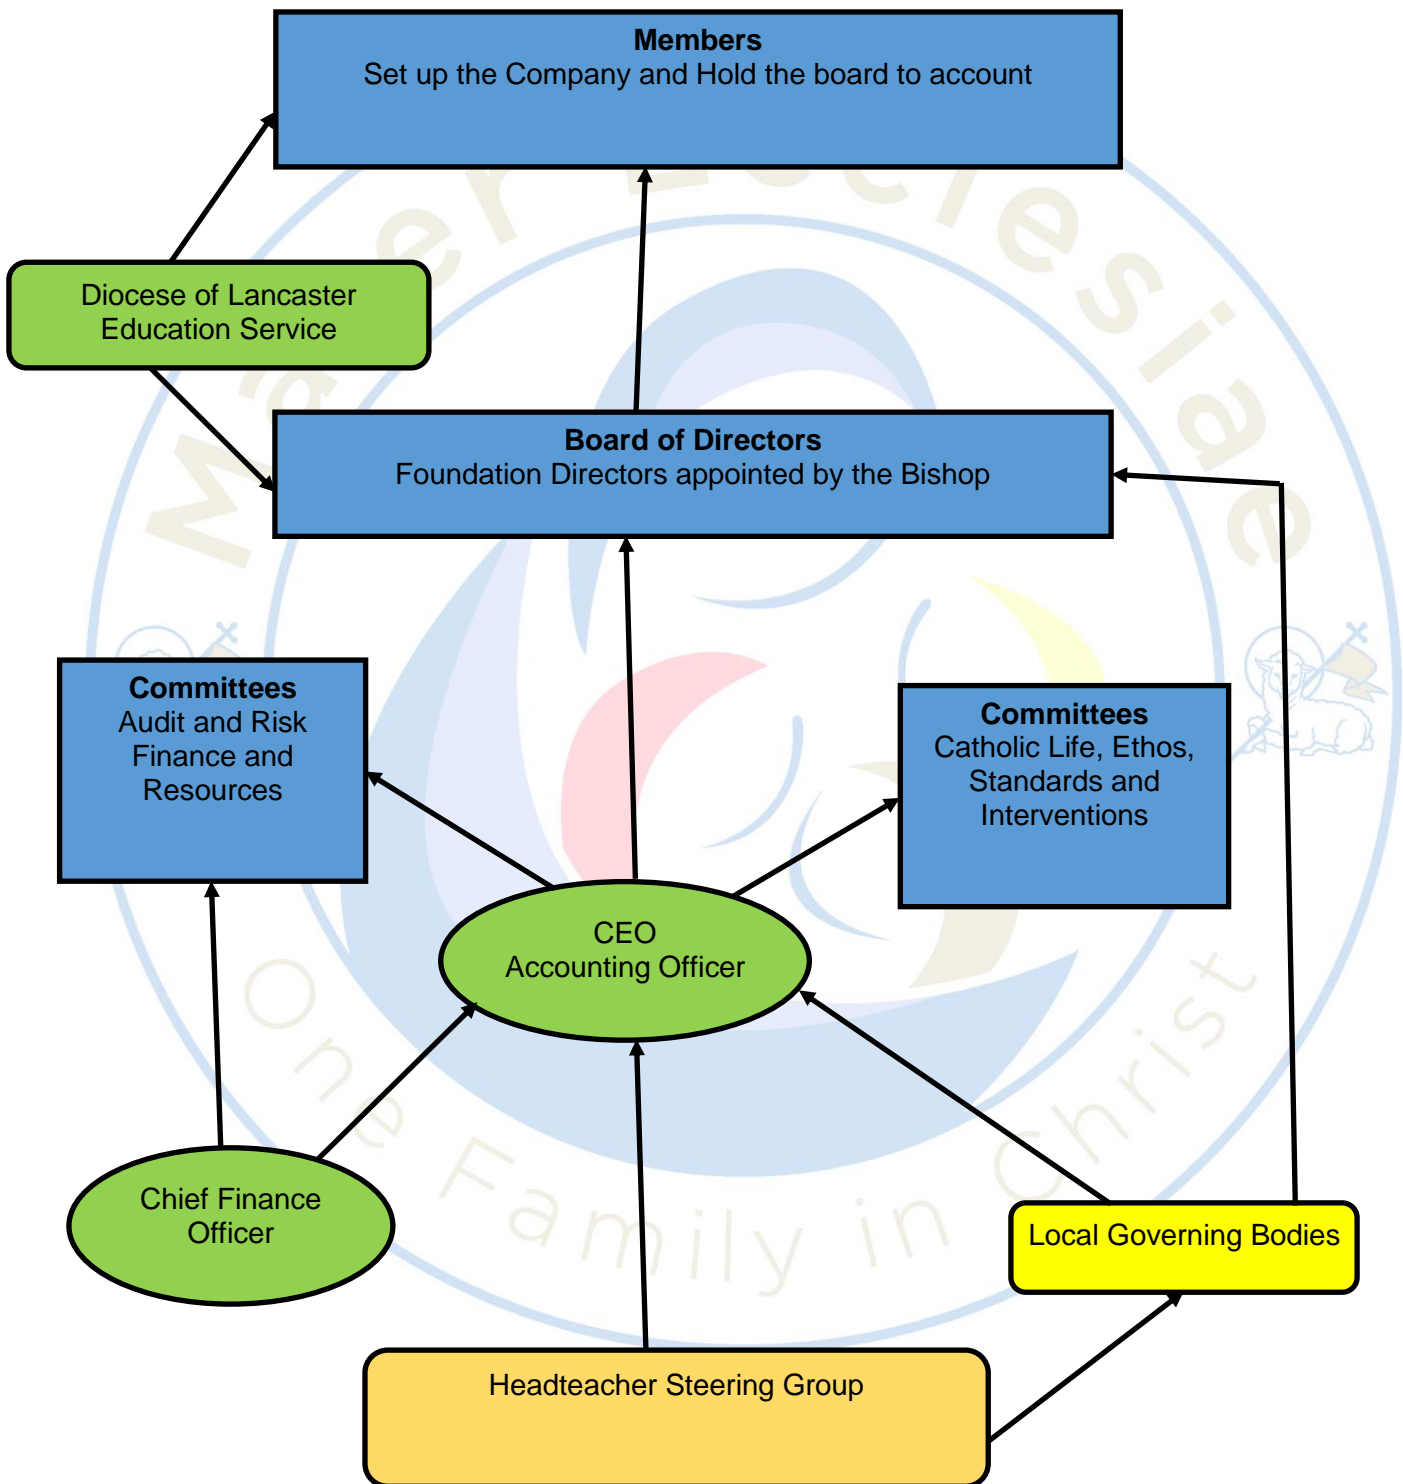 Members
Set up the Company and Hold the board to account
Diocese of Lancaster
Education Service
Board of Directors
Foundation Directors appointed by the Bishop
Committees
Audit and Risk
Finance and
Resources
Committees
Catholic Life, Ethos,
Standards and
Interventions
CEO
Accounting Officer
Chief Finance
Officer
Local Governing Bodies
Headteacher Steering Group
Mater Ecclesiae
One Family in Christ